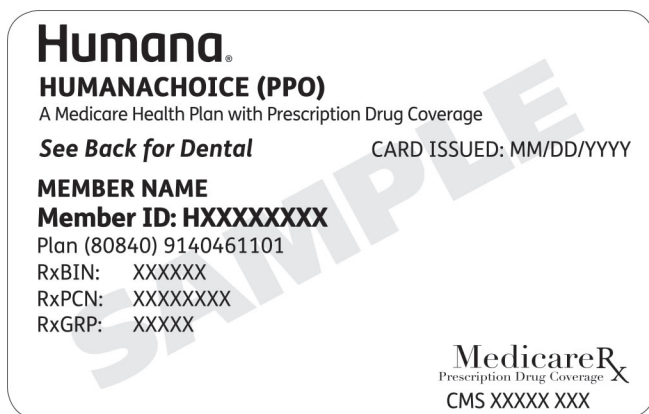 Humana®
HUMANACHOICE (PPO)
A Medicare Health Plan with Prescription Drug Coverage
See Back for Dental CARD ISSUED: MM/DD/YYYY
MEMBER NAME
Member ID: HXXXXXXXX
Plan (80840) 9140461101
RxBIN: XXXXXX
RxPCN: XXXXXXXX
RxGRP: XXXXX
SAMPLE
MedicareRx
Prescription Drug Coverage
CMS XXXXX XXX